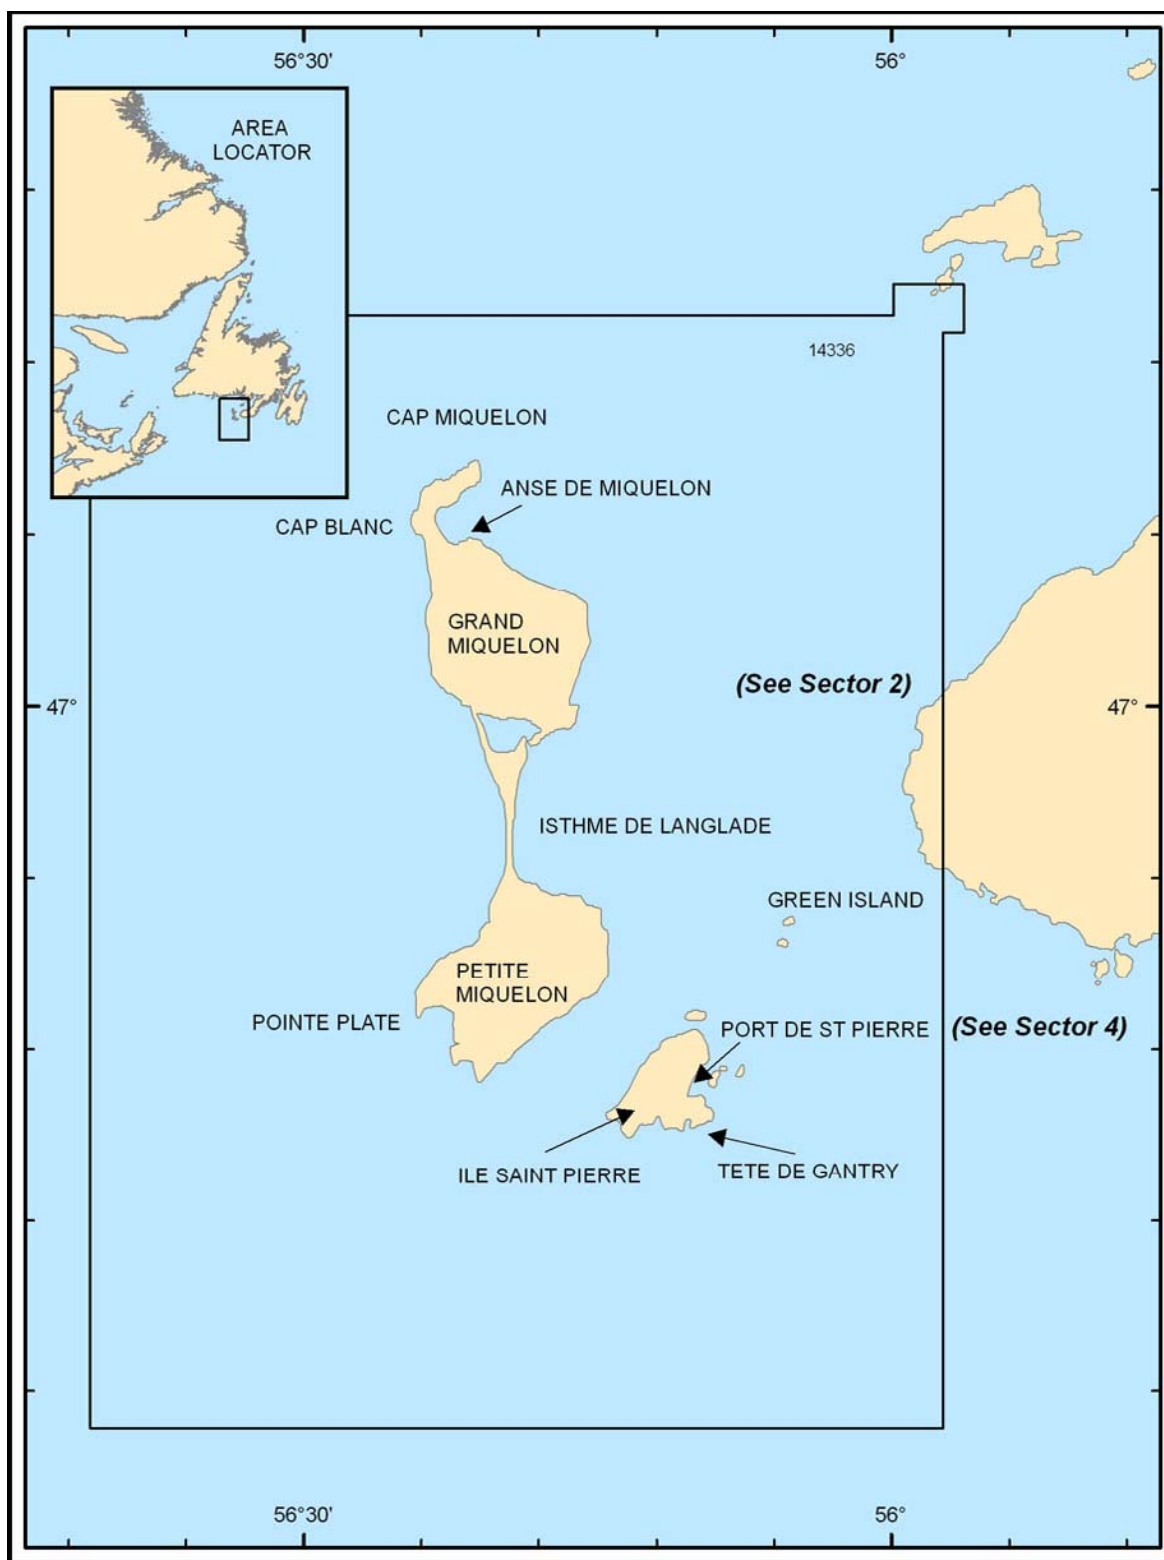 56°30'
56°
AREA
LOCATOR
14336
CAP MIQUELON
ANSE DE MIQUELON
CAP BLANC
GRAND
MIQUELON
(See Sector 2)
47°
47°
ISTHME DE LANGLADE
GREEN ISLAND
PETITE
MIQUELON
POINTE PLATE
PORT DE ST PIERRE
(See Sector 4)
ILE SAINT PIERRE
TETE DE GANTRY
56°30'
56°